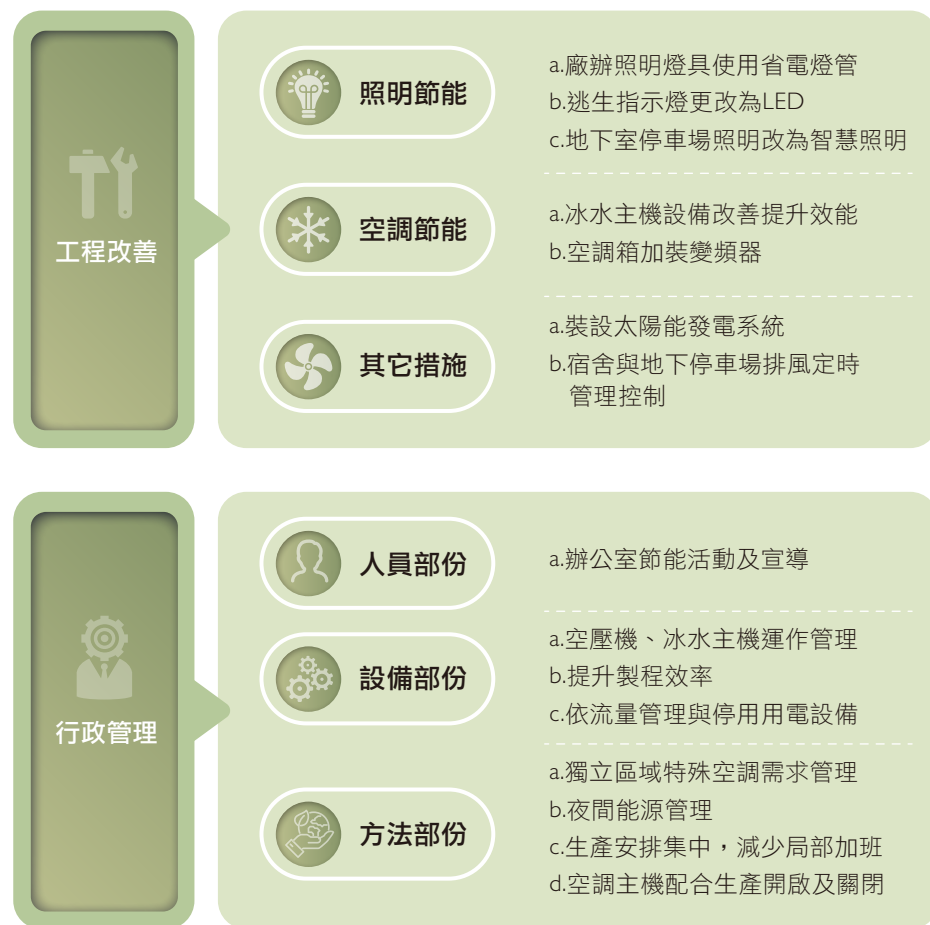 工程改善
照明節能
a.廠辦照明燈具使用省電燈管
b.逃生指示燈更改為LED
c.地下室停車場照明改為智慧照明
空調節能
a.冰水主機設備改善提升效能
b.空調箱加裝變頻器
其它措施
a.裝設太陽能發電系統
b.宿舍與地下停車場排風定時
管理控制
行政管理
人員部份
a.辦公室節能活動及宣導
設備部份
a.空壓機、冰水主機運作管理
b.提升製程效率
c.依流量管理與停用用電設備
方法部份
a.獨立區域特殊空調需求管理
b.夜間能源管理
c.生產安排集中，減少局部加班
d.空調主機配合生產開啟及關閉